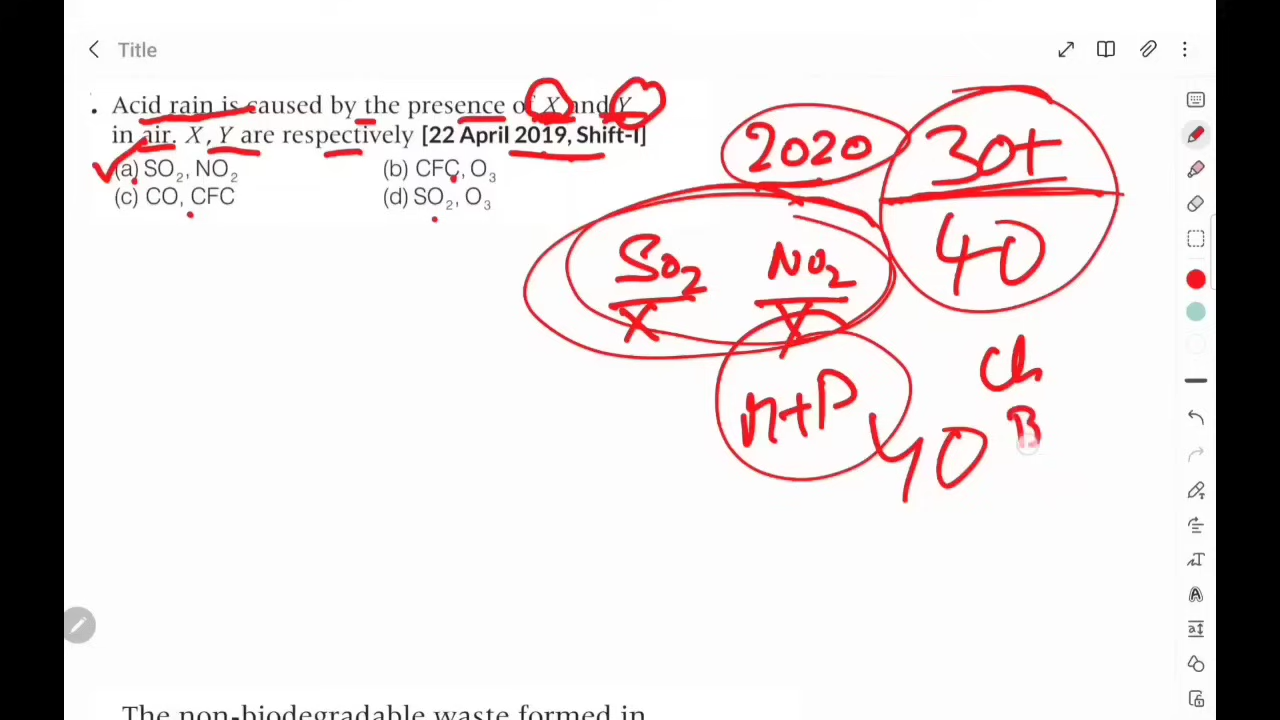 Title
. Acid rain is caused by the presence of X and Y
in air. X, Y are respectively [22 April 2019, Shift-I]
(a) SO₂, NO₂ (b) CFC, O₃
(c) CO, CFC (d) SO₂, O₃
2020
30+
40
SO₂ NO₂
X Y
n+P
40
Ch
B
The non-biodegradable waste formed in